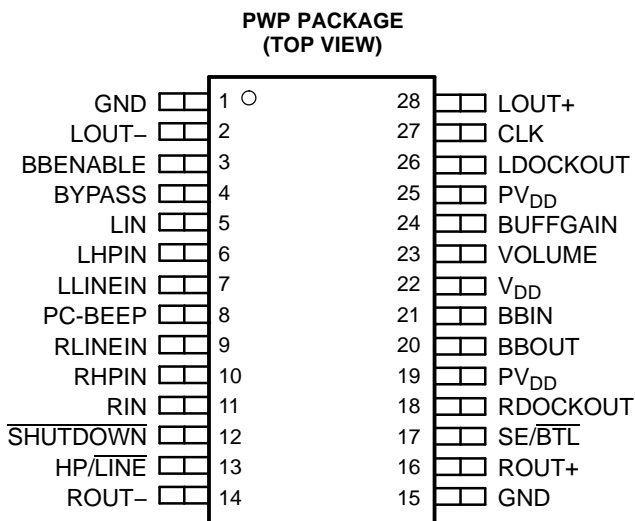 PWP PACKAGE
(TOP VIEW)
GND 1 28 LOUT+
LOUT− 2 27 CLK
BBENABLE 3 26 LDOCKOUT
BYPASS 4 25 PVDD
LIN 5 24 BUFFGAIN
LHPIN 6 23 VOLUME
LLINEIN 7 22 VDD
PC-BEEP 8 21 BBIN
RLINEIN 9 20 BBOUT
RHPIN 10 19 PVDD
RIN 11 18 RDOCKOUT
SHUTDOWN 12 17 SE/BTL
HP/LINE 13 16 ROUT+
ROUT− 14 15 GND